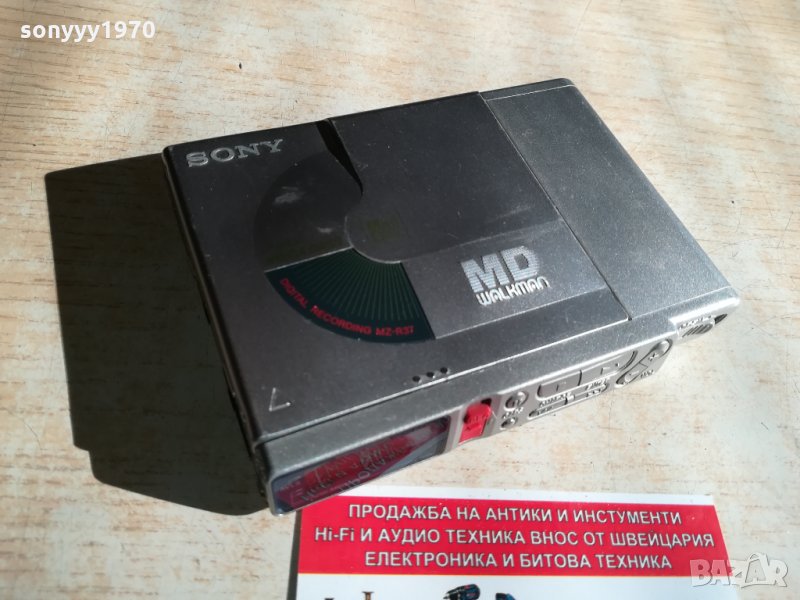 sonyyy1970
SONY
MD
WALKMAN
DIGITAL RECORDING MZ-R37
ПРОДАЖБА НА АНТИКИ И ИНСТУМЕНТИ
Hi-Fi И АУДИО ТЕХНИКА ВНОС ОТ ШВЕЙЦАРИЯ
ЕЛЕКТРОНИКА И БИТОВА ТЕХНИКА
BAZAR